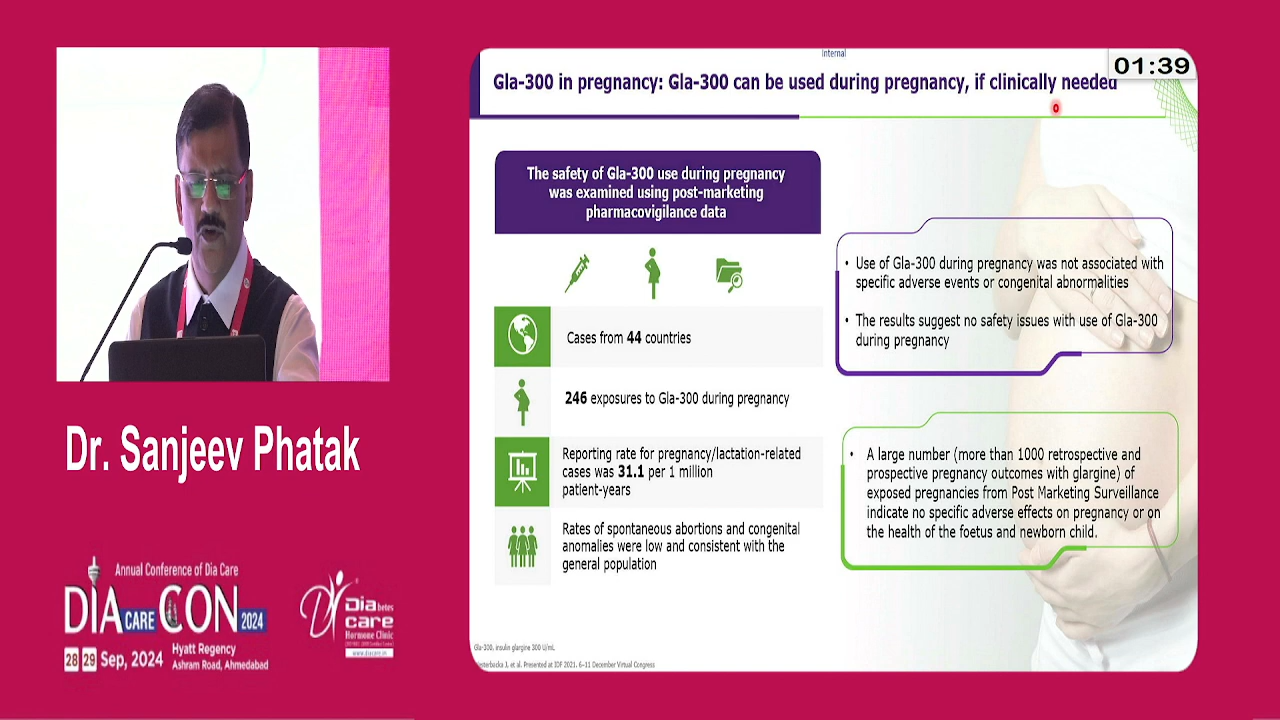 Internal
01:39
Gla-300 in pregnancy: Gla-300 can be used during pregnancy, if clinically needed
The safety of Gla-300 use during pregnancy
was examined using post-marketing
pharmacovigilance data
Cases from 44 countries
246 exposures to Gla-300 during pregnancy
Reporting rate for pregnancy/lactation-related
cases was 31.1 per 1 million
patient-years
Rates of spontaneous abortions and congenital
anomalies were low and consistent with the
general population
• Use of Gla-300 during pregnancy was not associated with
specific adverse events or congenital abnormalities
• The results suggest no safety issues with use of Gla-300
during pregnancy
• A large number (more than 1000 retrospective and
prospective pregnancy outcomes with glargine) of
exposed pregnancies from Post Marketing Surveillance
indicate no specific adverse effects on pregnancy or on
the health of the foetus and newborn child.
Gla-300, insulin glargine 300 U/mL
J, et al. Presented at IDF 2021, 6-11 December Virtual Congress
Dr. Sanjeev Phatak
Annual Conference of Dia Care
DIA CARE CON 2024
28 29 Sep, 2024
Hyatt Regency
Ashram Road, Ahmedabad
Diabetes
care
Hormone Clinic
www.diacare.in